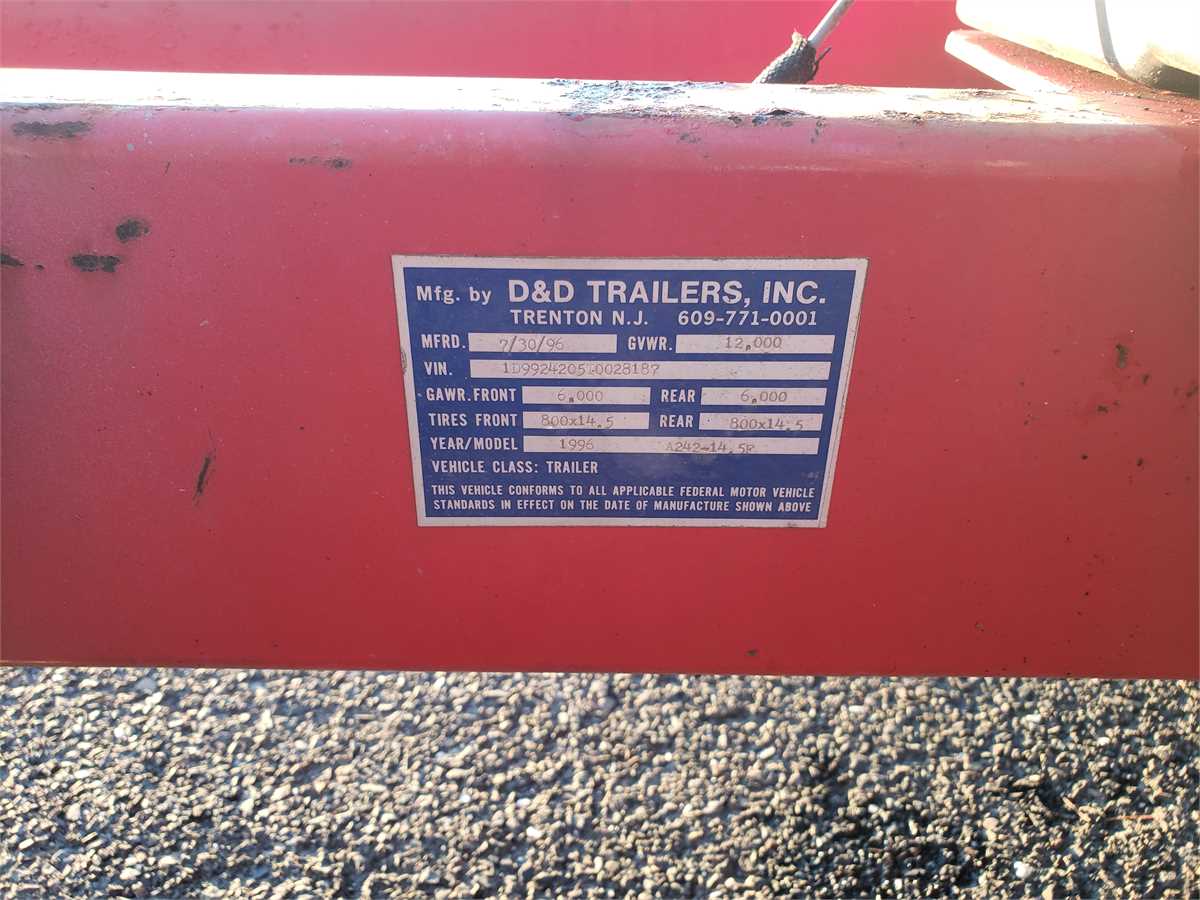 Mfg. by D&D TRAILERS, INC.
TRENTON N.J. 609-771-0001
MFRD. 7/30/96 GVWR. 12,000
VIN.
GAWR. FRONT 6,000 REAR 6,000
TIRES FRONT 800x14.5 REAR 800x14.5
YEAR/MODEL 1996 A242-14.5R
VEHICLE CLASS: TRAILER
THIS VEHICLE CONFORMS TO ALL APPLICABLE FEDERAL MOTOR VEHICLE
STANDARDS IN EFFECT ON THE DATE OF MANUFACTURE SHOWN ABOVE